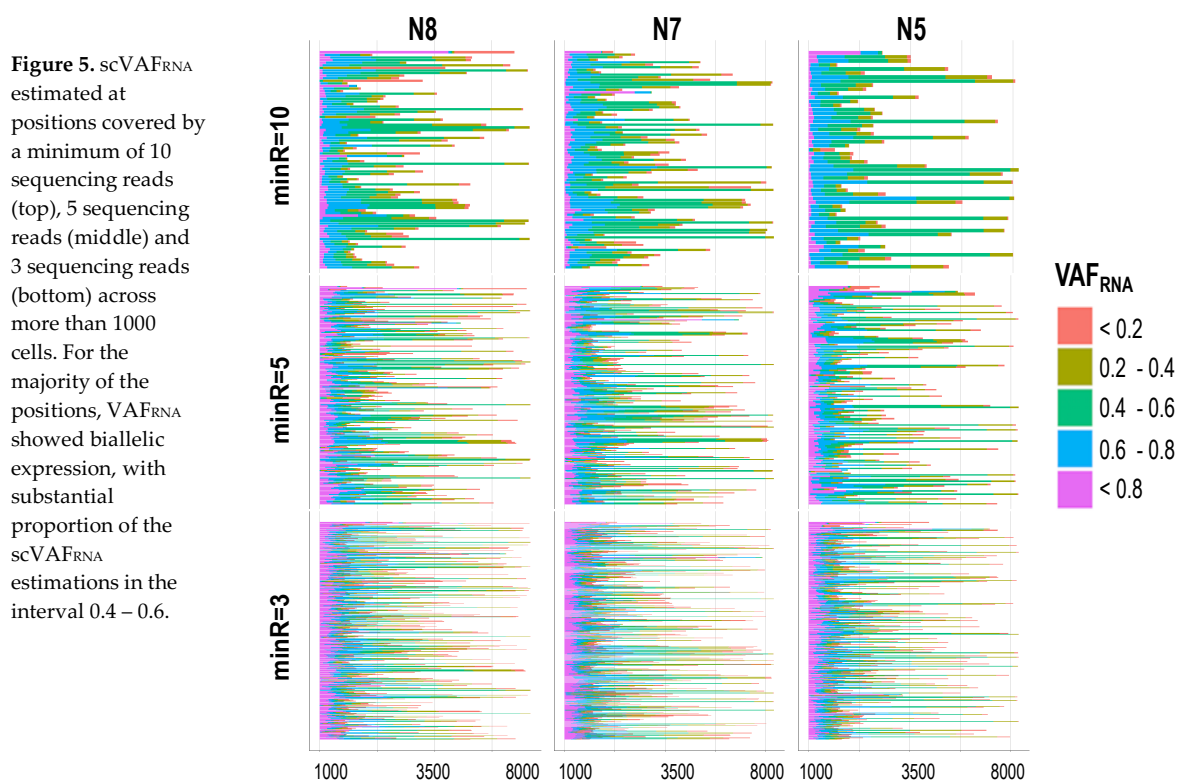 Figure 5. scVAFRNA
estimated at
positions covered by
a minimum of 10
sequencing reads
(top), 5 sequencing
reads (middle) and
3 sequencing reads
(bottom) across
more than 1000
cells. For the
majority of the
positions, VAFRNA
showed biallelic
expression, with
substantial
proportion of the
scVAFRNA
estimations in the
interval 0.4 – 0.6.
N8 N7 N5
minR=10
minR=5
minR=3
1000 3500 8000 1000 3500 8000 1000 3500 8000
VAFRNA
< 0.2
0.2 - 0.4
0.4 - 0.6
0.6 - 0.8
< 0.8